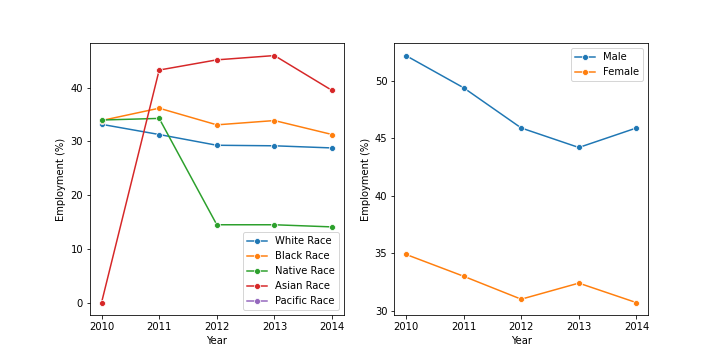 Employment (%)
40
30
20
10
0
2010 2011 2012 2013 2014
Year
White Race
Black Race
Native Race
Asian Race
Pacific Race
Employment (%)
50
45
40
35
30
2010 2011 2012 2013 2014
Year
Male
Female